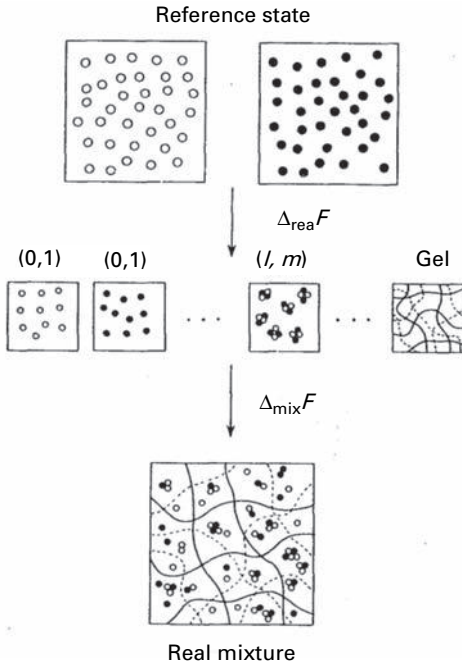 Reference state
Δ_rea F
(0,1) (0,1) (l, m) Gel
. . . . . . .
Δ_mix F
Real mixture